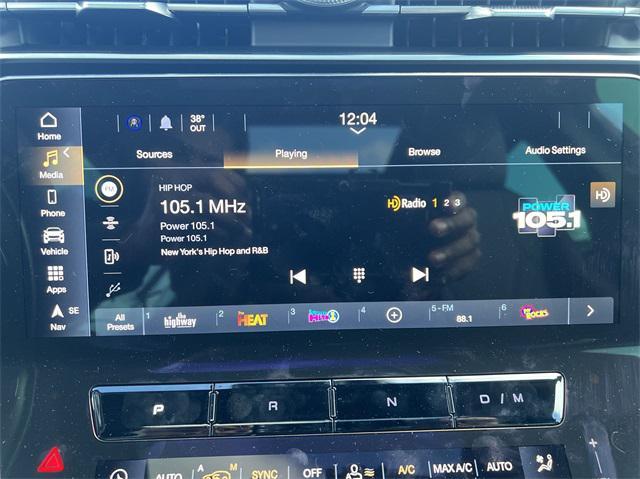 12:04
38°
OUT
Home
Media
Phone
Vehicle
Apps
SE
Nav
Sources
Playing
Browse
Audio Settings
FM
HIP HOP
105.1 MHz
Power 105.1
Power 105.1
New York's Hip Hop and R&B
HD Radio 1 2 3
POWER
105.1
HD
All
Presets
1 the highway
2 THE HEAT
3
4
5 - FM
88.1
6 ROCKS
P
R
N
D / M
AUTO
A
M
SYNC
OFF
A/C
MAX A/C
AUTO
+